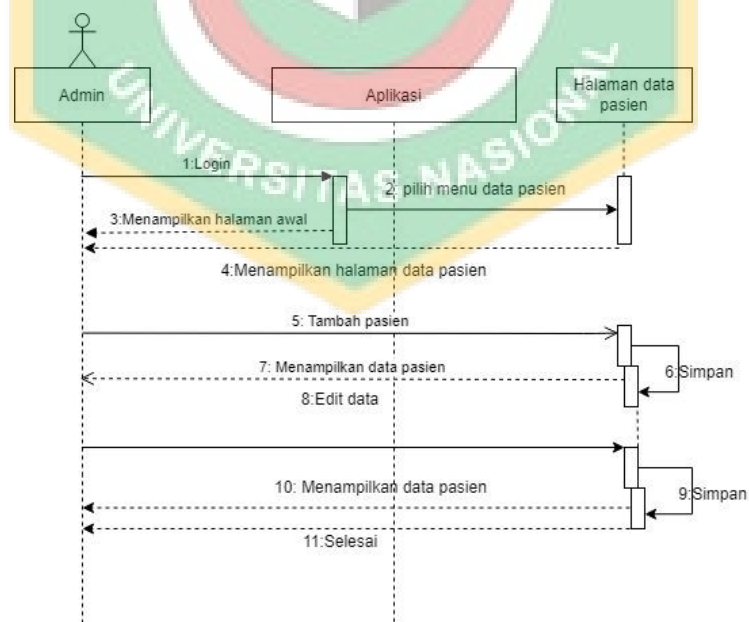 Admin
Aplikasi
Halaman data
pasien
UNIVERSITAS NASIONAL
1:Login
2: pilih menu data pasien
3:Menampilkan halaman awal
4:Menampilkan halaman data pasien
5: Tambah pasien
6:Simpan
7: Menampilkan data pasien
8:Edit data
9:Simpan
10: Menampilkan data pasien
11:Selesai